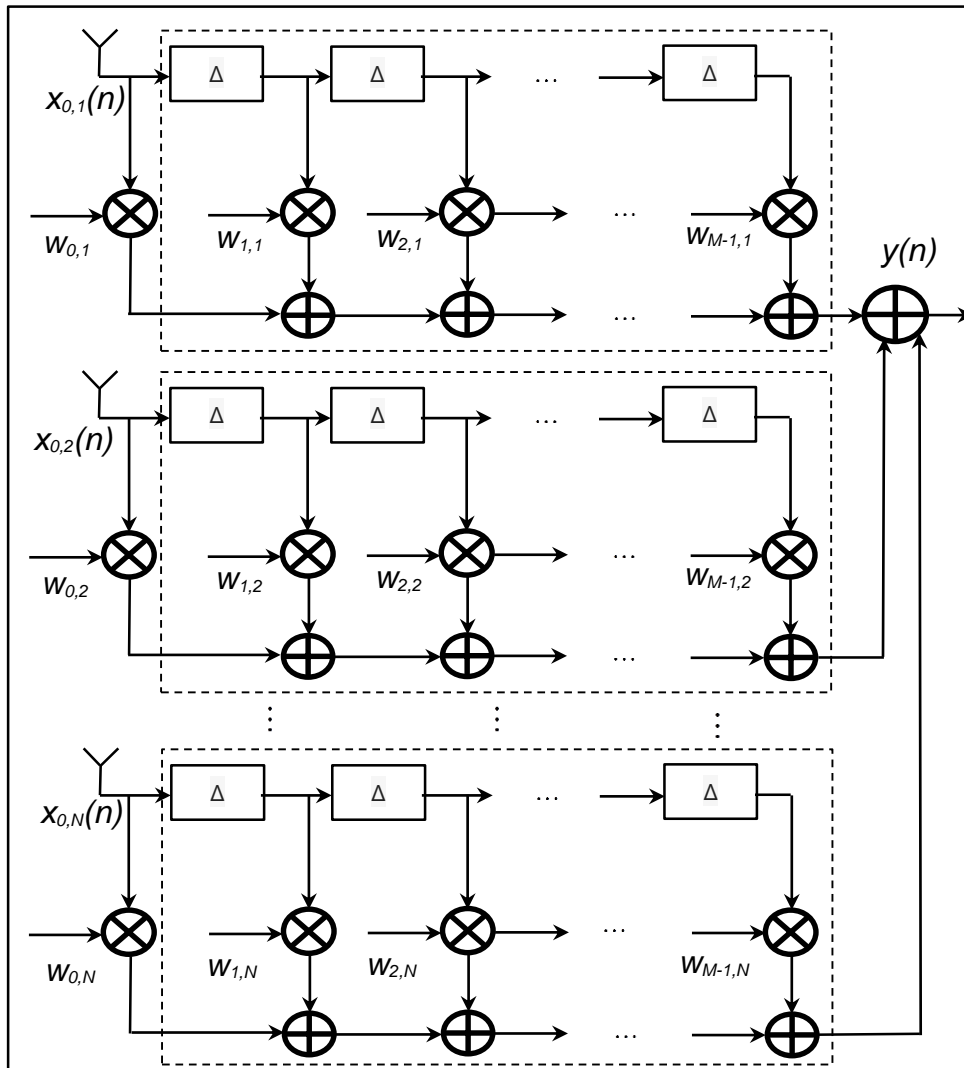 Δ Δ … Δ
x0,1(n)
w0,1 w1,1 w2,1 … wM-1,1 y(n)
…
Δ Δ … Δ
x0,2(n)
w0,2 w1,2 w2,2 … wM-1,2
…
⋮ ⋮ ⋮
Δ Δ … Δ
x0,N(n)
w0,N w1,N w2,N … wM-1,N
…